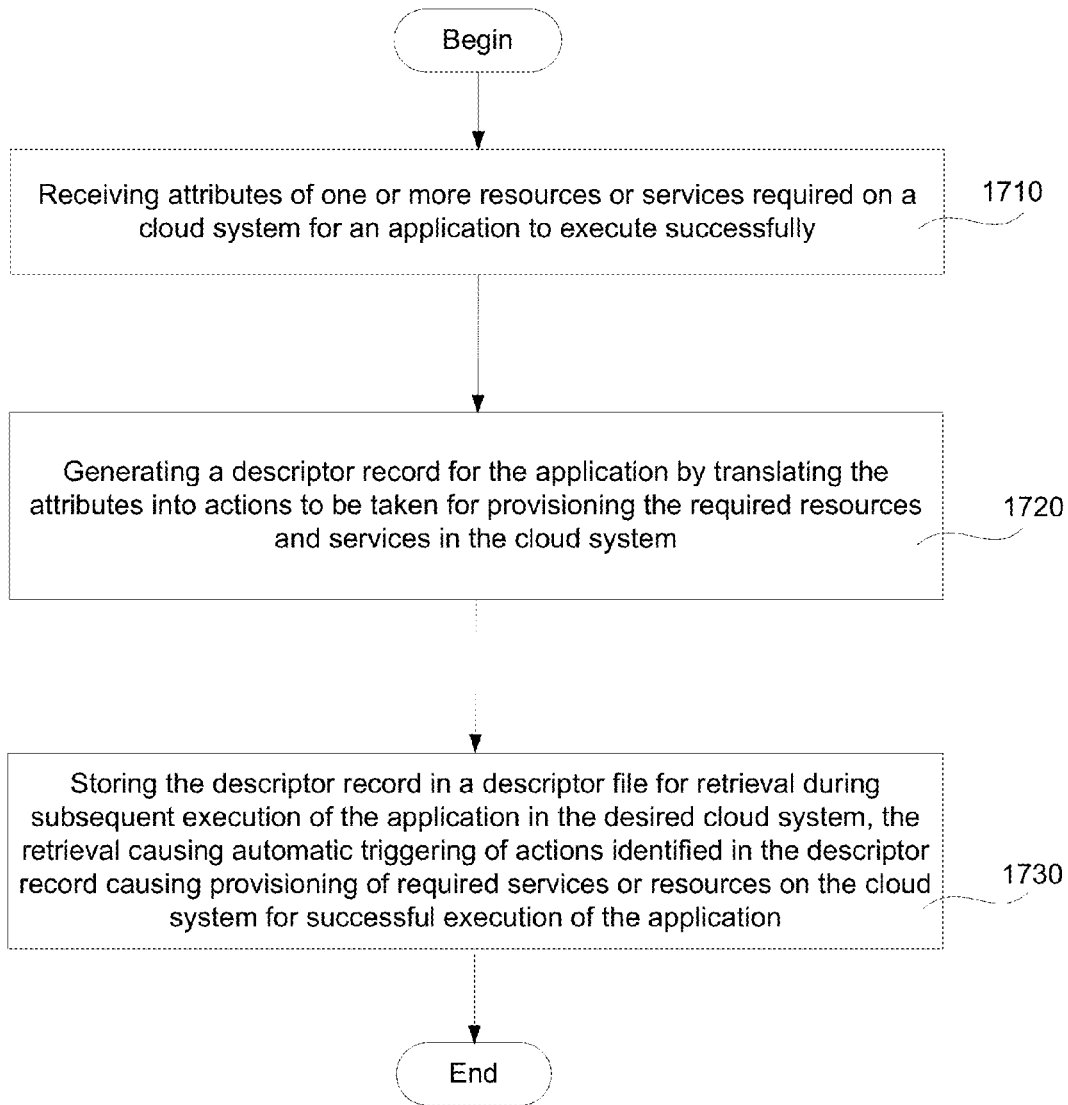 Begin
Receiving attributes of one or more resources or services required on a
cloud system for an application to execute successfully
1710
Generating a descriptor record for the application by translating the
attributes into actions to be taken for provisioning the required resources
and services in the cloud system
1720
Storing the descriptor record in a descriptor file for retrieval during
subsequent execution of the application in the desired cloud system, the
retrieval causing automatic triggering of actions identified in the descriptor
record causing provisioning of required services or resources on the cloud
system for successful execution of the application
1730
End